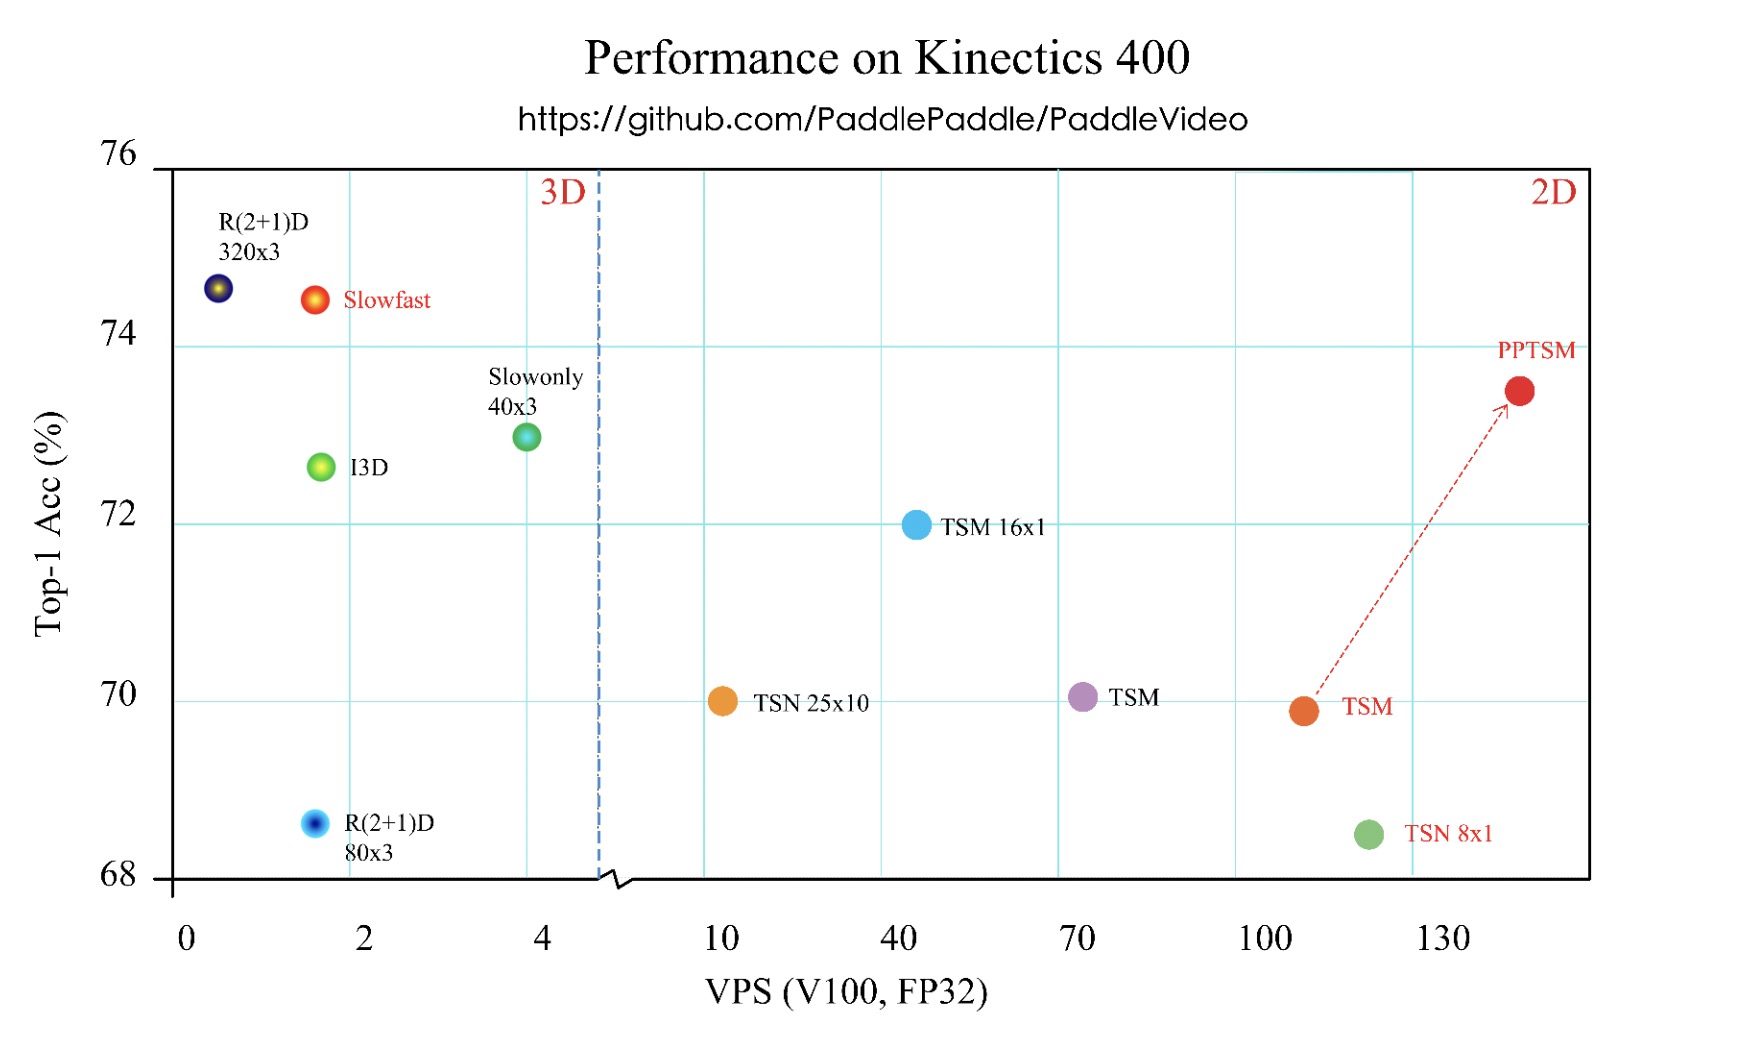 Performance on Kinectics 400
https://github.com/PaddlePaddle/PaddleVideo
76
3D
2D
R(2+1)D
320x3
Slowfast
74
PPTSM
Slowonly
40x3
I3D
72
TSM 16x1
Top-1 Acc (%)
70
TSN 25x10
TSM
TSM
R(2+1)D
80x3
TSN 8x1
68
0 2 4 10 40 70 100 130
VPS (V100, FP32)